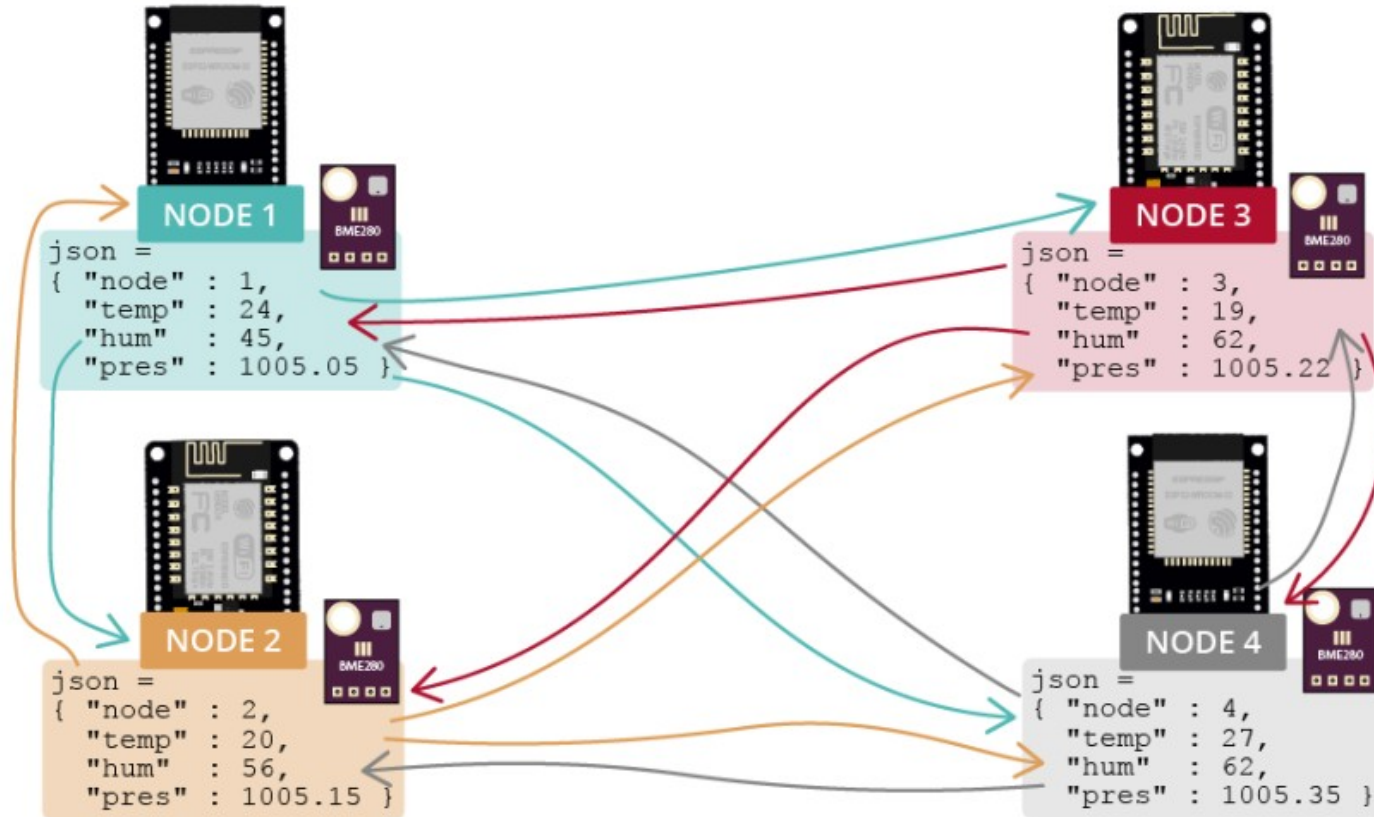 NODE 1
BME280
json =
{ "node" : 1,
"temp" : 24,
"hum" : 45,
"pres" : 1005.05 }
NODE 3
BME280
json =
{ "node" : 3,
"temp" : 19,
"hum" : 62,
"pres" : 1005.22 }
NODE 2
BME280
json =
{ "node" : 2,
"temp" : 20,
"hum" : 56,
"pres" : 1005.15 }
NODE 4
BME280
json =
{ "node" : 4,
"temp" : 27,
"hum" : 62,
"pres" : 1005.35 }